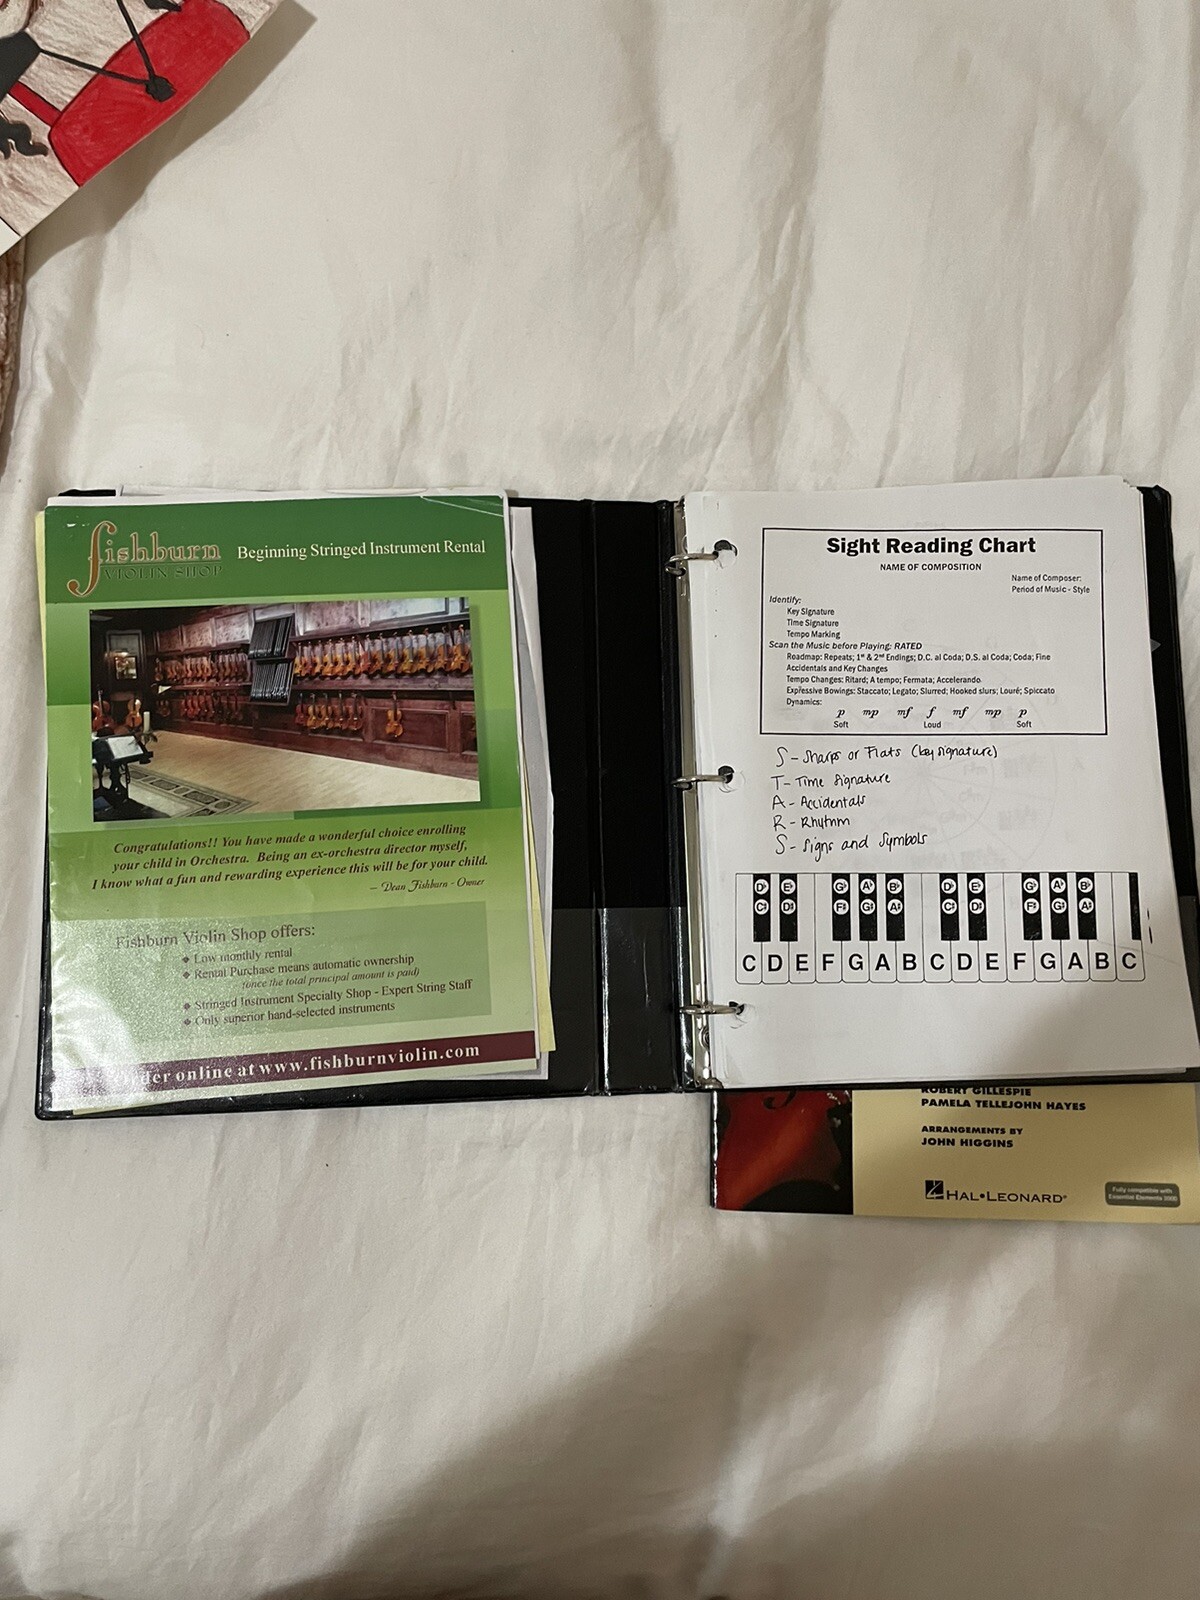 fishburn
VIOLIN SHOP
Beginning Stringed Instrument Rental
Congratulations!! You have made a wonderful choice enrolling
your child in Orchestra. Being an ex-orchestra director myself,
I know what a fun and rewarding experience this will be for your child.
– Dean Fishburn - Owner
Fishburn Violin Shop offers:
❖ Low monthly rental
❖ Rental Purchase means automatic ownership
(once the total principal amount is paid)
❖ Stringed Instrument Specialty Shop - Expert String Staff
❖ Only superior hand-selected instruments
online at www.fishburnviolin.com
Sight Reading Chart
NAME OF COMPOSITION
Name of Composer:
Period of Music - Style
Identify:
Key Signature
Time Signature
Tempo Marking
Scan the Music before Playing: RATED
Roadmap: Repeats; 1st & 2nd Endings; D.C. al Coda; D.S. al Coda; Coda; Fine
Accidentals and Key Changes
Tempo Changes: Ritard; A tempo; Fermata; Accelerando
Expressive Bowings: Staccato; Legato; Slurred; Hooked slurs; Louré; Spiccato
Dynamics:
p mp mf f mf mp p
Soft Loud Soft
S - Sharps or Flats (key signature)
T - Time Signature
A - Accidentals
R - Rhythm
S - Signs and Symbols
D♭ E♭ G♭ A♭ B♭ D♭ E♭ G♭ A♭ B♭
C♯ D♯ F♯ G♯ A♯ C♯ D♯ F♯ G♯ A♯
C D E F G A B C D E F G A B C
ROBERT GILLESPIE
PAMELA TELLEJOHN HAYES
ARRANGEMENTS BY
JOHN HIGGINS
HAL•LEONARD®
Fully compatible with
Essential Elements 2000